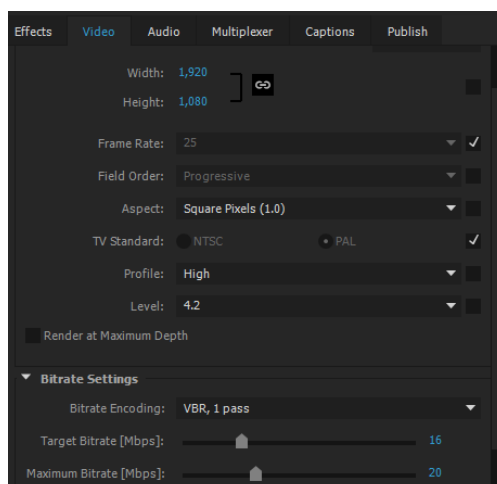 Effects Video Audio Multiplexer Captions Publish
Width: 1,920
Height: 1,080
Frame Rate: 25
Field Order: Progressive
Aspect: Square Pixels (1.0)
TV Standard: NTSC PAL
Profile: High
Level: 4.2
Render at Maximum Depth
Bitrate Settings
Bitrate Encoding: VBR, 1 pass
Target Bitrate [Mbps]: 16
Maximum Bitrate [Mbps]: 20